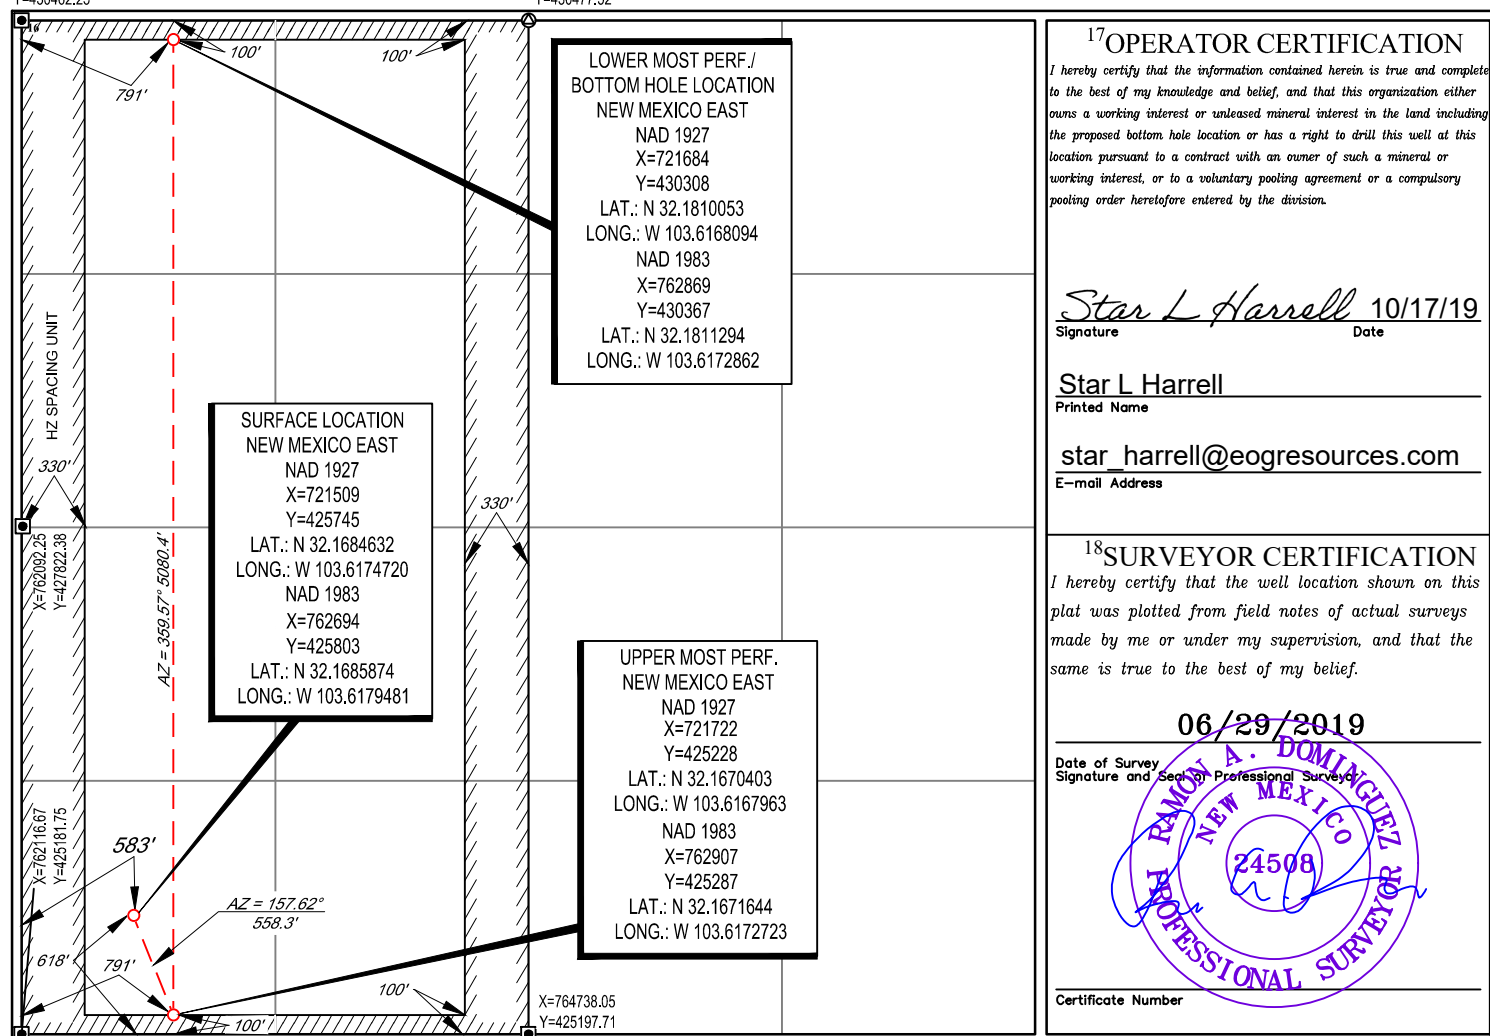 100'
100'
791'
LOWER MOST PERF./
BOTTOM HOLE LOCATION
NEW MEXICO EAST
NAD 1927
X=721684
Y=430308
LAT.: N 32.1810053
LONG.: W 103.6168094
NAD 1983
X=762869
Y=430367
LAT.: N 32.1811294
LONG.: W 103.6172862
HZ SPACING UNIT
330'
330'
X=762092.25
Y=427822.38
AZ = 359.57° 5080.4'
SURFACE LOCATION
NEW MEXICO EAST
NAD 1927
X=721509
Y=425745
LAT.: N 32.1684632
LONG.: W 103.6174720
NAD 1983
X=762694
Y=425803
LAT.: N 32.1685874
LONG.: W 103.6179481
UPPER MOST PERF.
NEW MEXICO EAST
NAD 1927
X=721722
Y=425228
LAT.: N 32.1670403
LONG.: W 103.6167963
NAD 1983
X=762907
Y=425287
LAT.: N 32.1671644
LONG.: W 103.6172723
X=762116.67
Y=425181.75
583'
AZ = 157.62°
558.3'
618'
791'
100'
100'
X=764738.05
Y=425197.71
17OPERATOR CERTIFICATION
I hereby certify that the information contained herein is true and complete
to the best of my knowledge and belief, and that this organization either
owns a working interest or unleased mineral interest in the land including
the proposed bottom hole location or has a right to drill this well at this
location pursuant to a contract with an owner of such a mineral or
working interest, or to a voluntary pooling agreement or a compulsory
pooling order heretofore entered by the division.
Star L Harrell 10/17/19
Signature Date
Star L Harrell
Printed Name
star_harrell@eogresources.com
E-mail Address
18SURVEYOR CERTIFICATION
I hereby certify that the well location shown on this
plat was plotted from field notes of actual surveys
made by me or under my supervision, and that the
same is true to the best of my belief.
06/29/2019
Date of Survey
Signature and Seal of Professional Surveyor
RAMON A. DOMINGUEZ
NEW MEXICO
24508
PROFESSIONAL SURVEYOR
Certificate Number